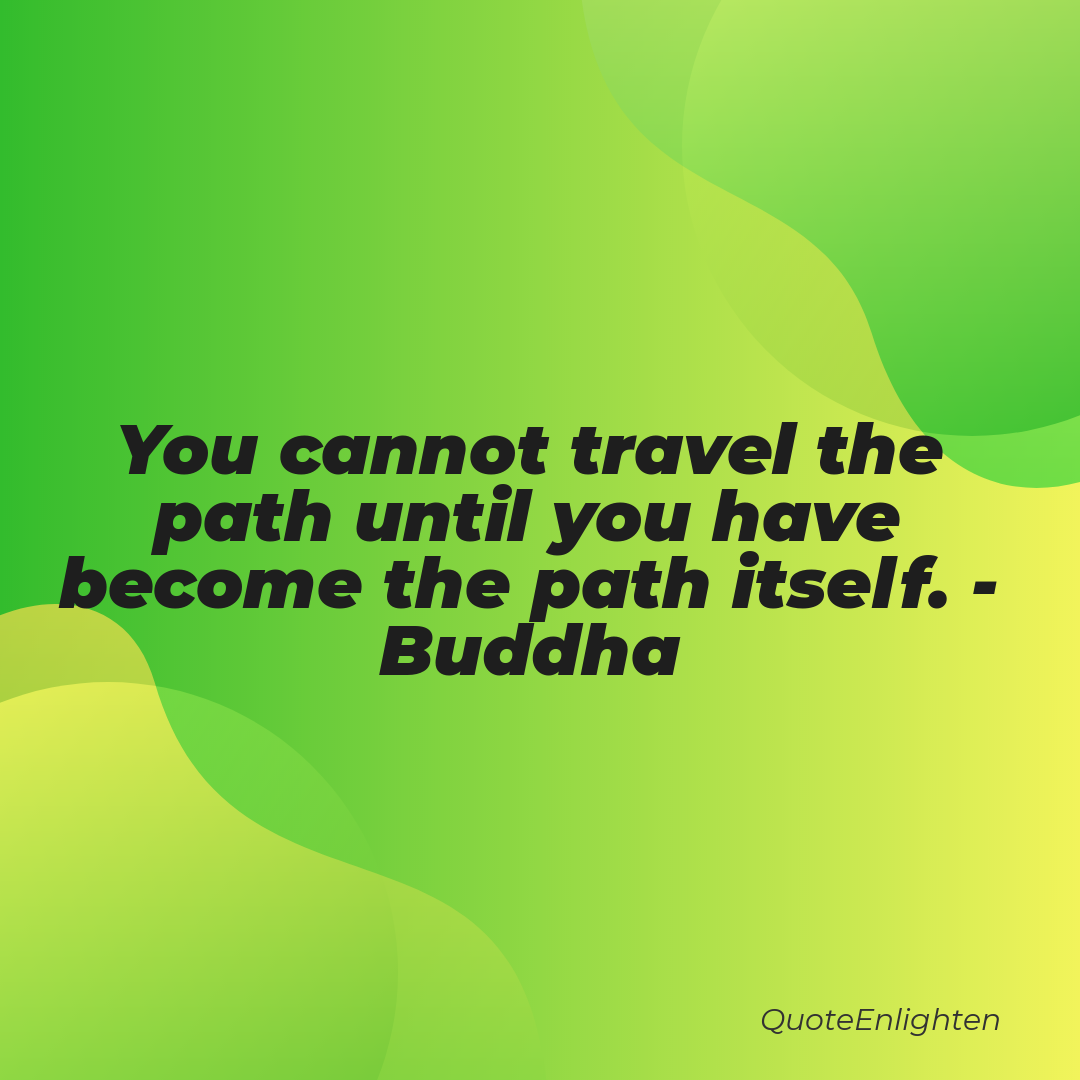 You cannot travel the
path until you have
become the path itself. -
Buddha
QuoteEnlighten